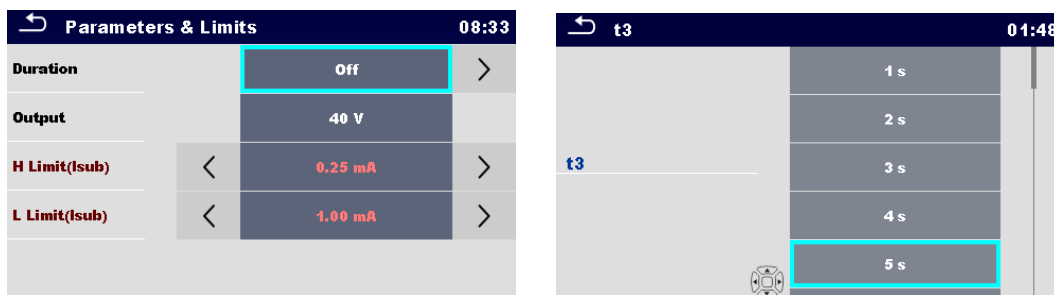 Parameters & Limits 08:33
Duration Off
Output 40 V
H Limit(Isub) 0.25 mA
L Limit(Isub) 1.00 mA
t3 01:48
1 s
2 s
t3 3 s
4 s
5 s